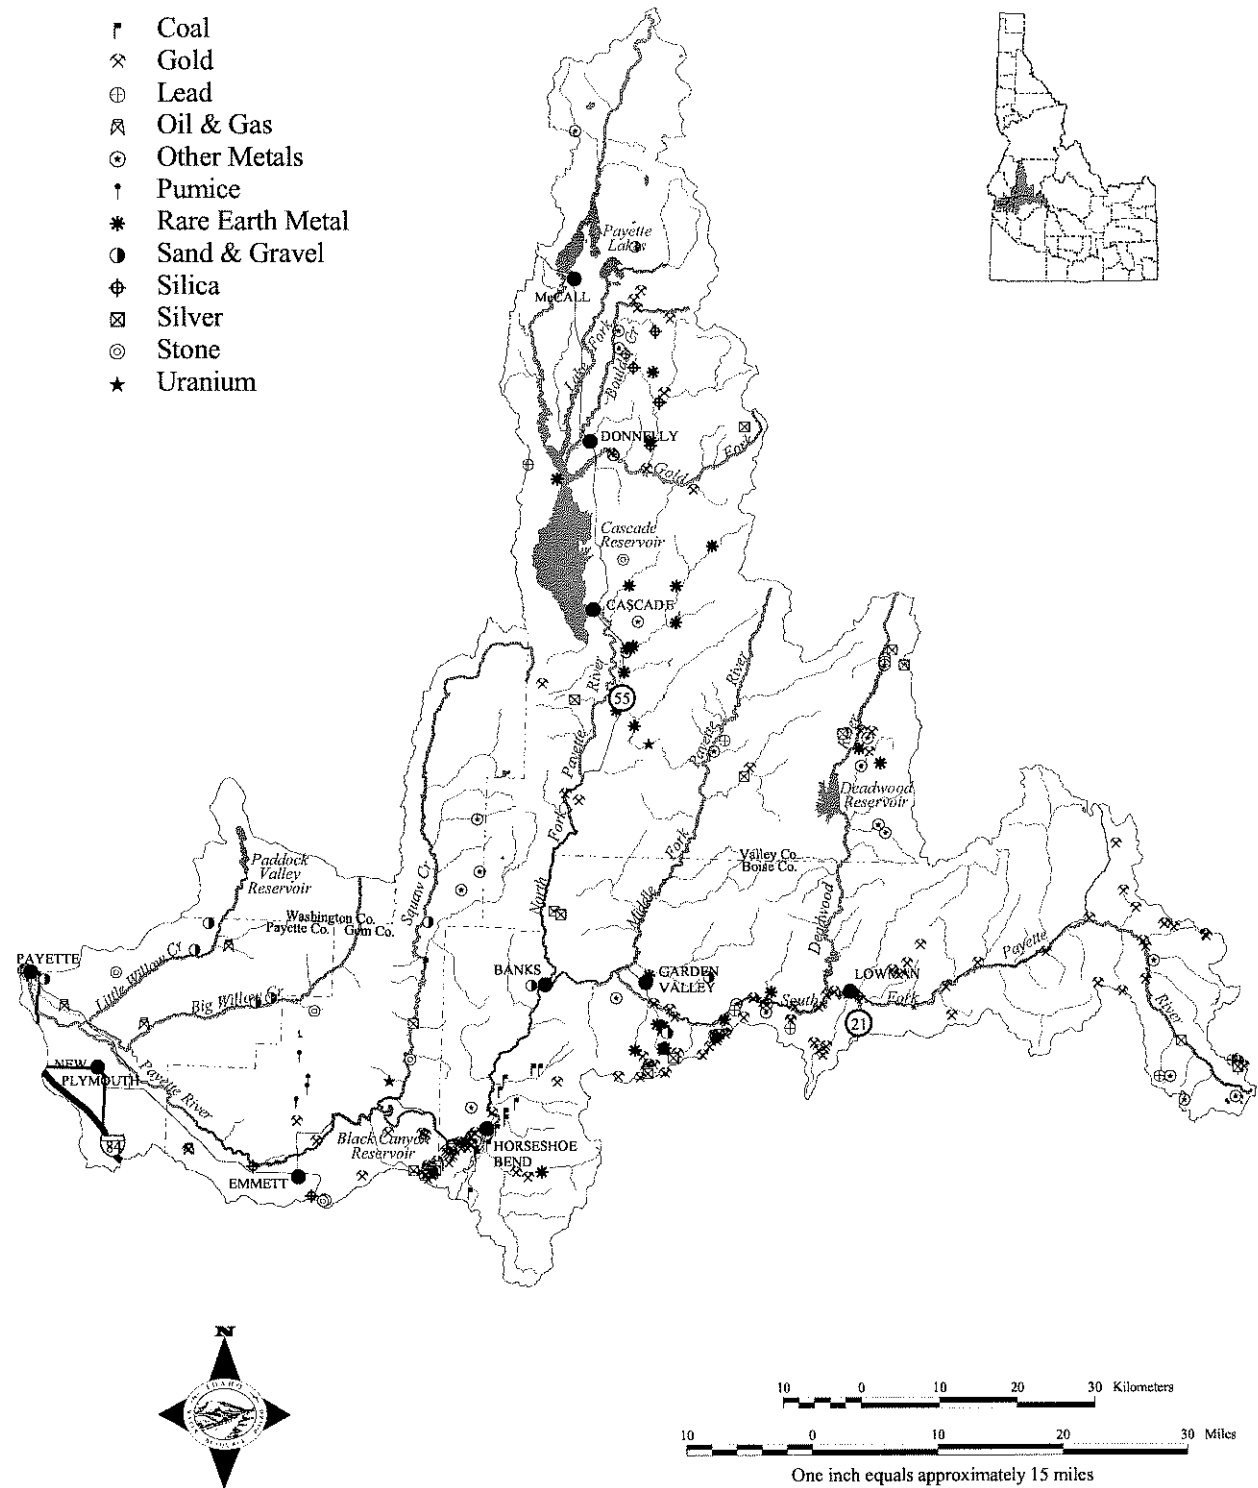 Coal
Gold
Lead
Oil & Gas
Other Metals
Pumice
Rare Earth Metal
Sand & Gravel
Silica
Silver
Stone
Uranium
Payette
Lakes
McCALL
Lake Fork
Boulder Cr
DONNELLY
Gold Fork
Cascade
Reservoir
CASCADE
River
55
River
Payette
Payette
River
Deadwood
Reservoir
Fork
Fork
Valley Co.
Boise Co.
Paddock
Valley
Reservoir
Squaw Cr
North
Middle
Deadwood
Washington Co.
Payette Co.
Gem Co.
Payette
PAYETTE
Little Willow Cr
BANKS
GARDEN
VALLEY
LOWMAN
Big Willow Cr
South
Fork
River
21
NEW
PLYMOUTH
Payette River
84
Black Canyon
Reservoir
HORSESHOE
BEND
EMMETT
N
IDAHO
10 0 10 20 30 Kilometers
10 0 10 20 30 Miles
One inch equals approximately 15 miles